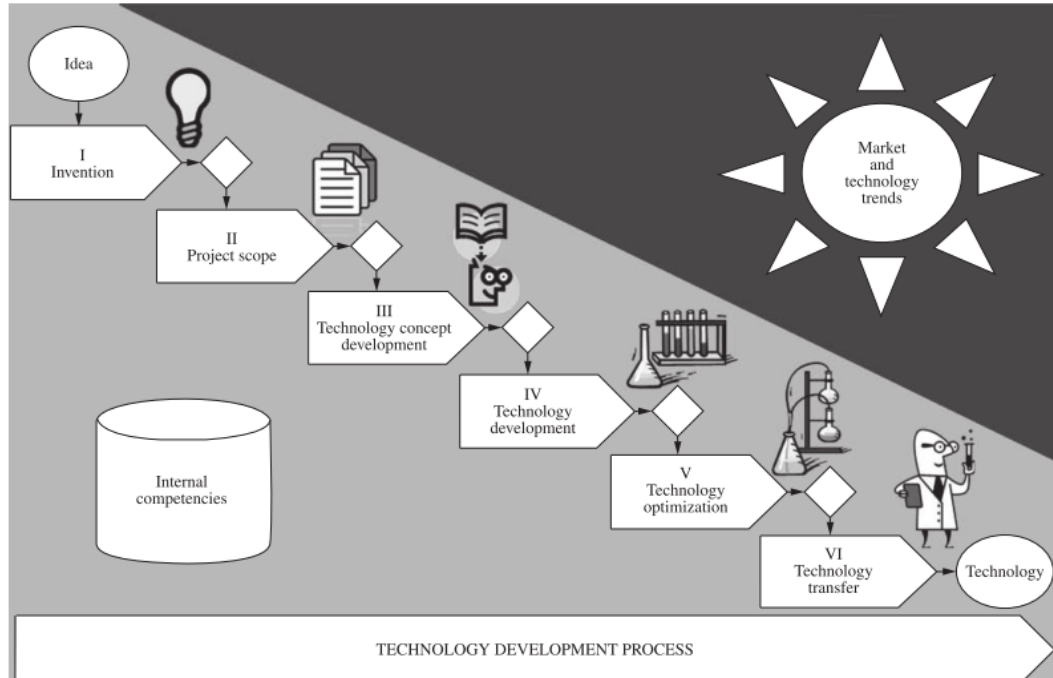 Idea
I
Invention
II
Project scope
III
Technology concept
development
IV
Technology
development
V
Technology
optimization
VI
Technology
transfer
Technology
Market
and
technology
trends
Internal
competencies
TECHNOLOGY DEVELOPMENT PROCESS